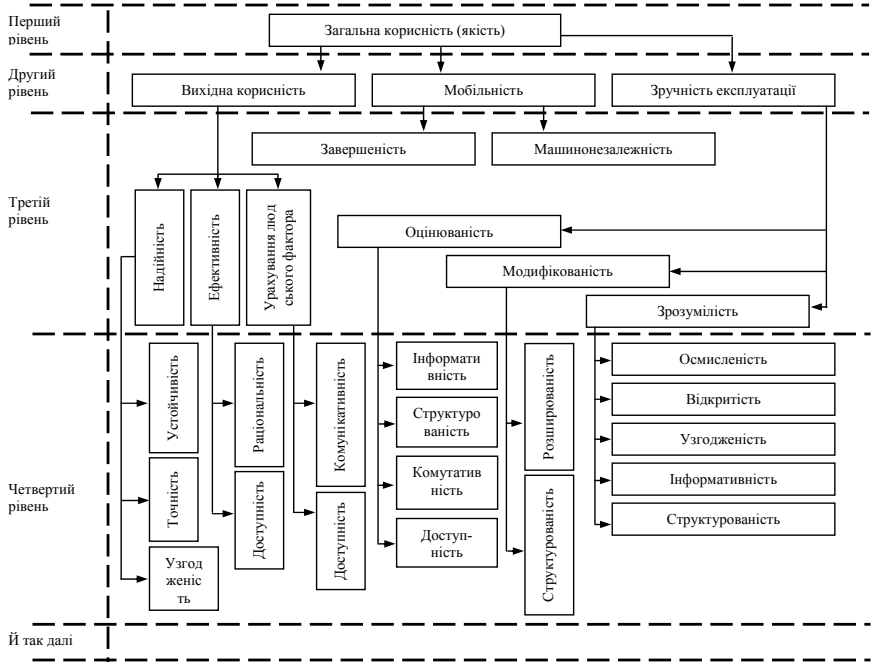 Перший
рівень
Загальна корисність (якість)
Другий
рівень
Вихідна корисність
Мобільність
Зручність експлуатації
Завершеність
Машинонезалежність
Третій
рівень
Надійність
Ефективність
Урахування люд
ського фактора
Оцінюваність
Модифікованість
Зрозумілість
Четвертий
рівень
Устойчивість
Точність
Узгод
женіс
ть
Раціональність
Доступність
Комунікативність
Доступність
Інформати
вність
Структуро
ваність
Комутатив
ність
Доступ-
ність
Розширюваність
Структурованість
Осмисленість
Відкритість
Узгодженість
Інформативність
Структурованість
Й так далі